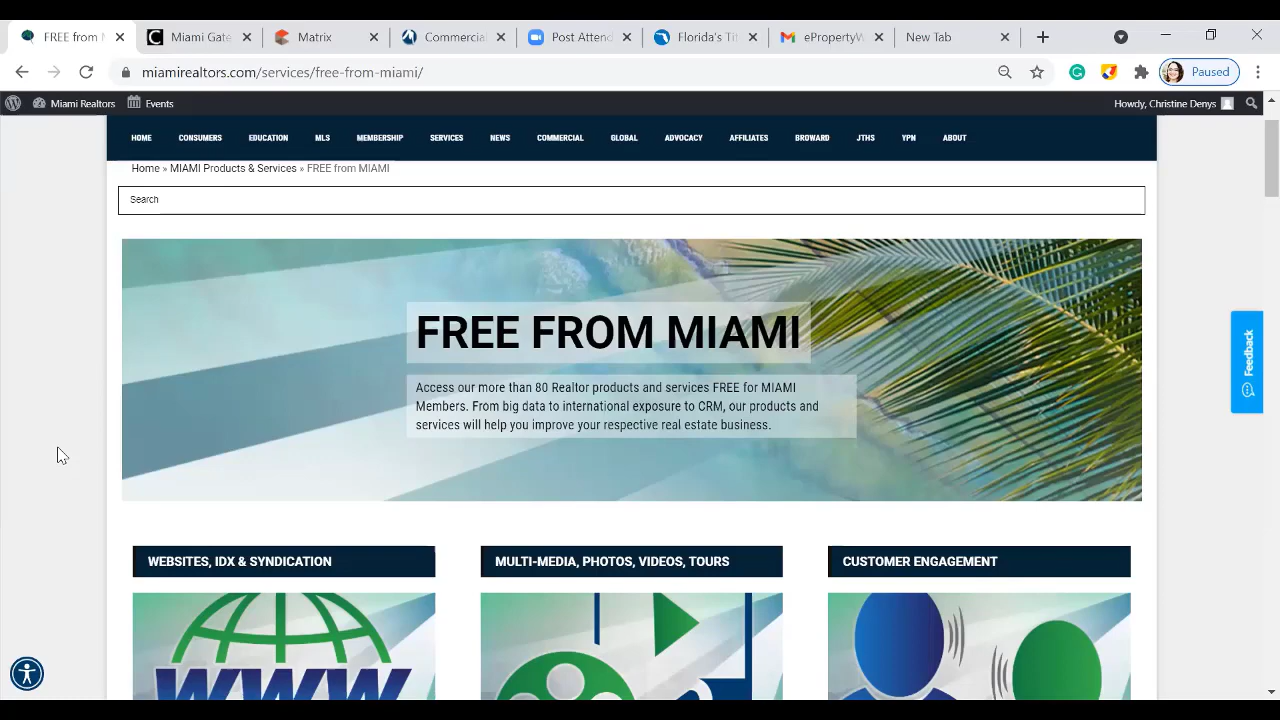 FREE from M
Miami Gate
Matrix
Commercial
Post Attend
Florida's Tit
ePropertyW
New Tab
miamirealtors.com/services/free-from-miami/
Paused
Miami Realtors
Events
Howdy, Christine Denys
HOME
CONSUMERS
EDUCATION
MLS
MEMBERSHIP
SERVICES
NEWS
COMMERCIAL
GLOBAL
ADVOCACY
AFFILIATES
BROWARD
JTHS
YPN
ABOUT
Home » MIAMI Products & Services » FREE from MIAMI
Search
FREE FROM MIAMI
Access our more than 80 Realtor products and services FREE for MIAMI
Members. From big data to international exposure to CRM, our products and
services will help you improve your respective real estate business.
Feedback
WEBSITES, IDX & SYNDICATION
MULTI-MEDIA, PHOTOS, VIDEOS, TOURS
CUSTOMER ENGAGEMENT
WWW